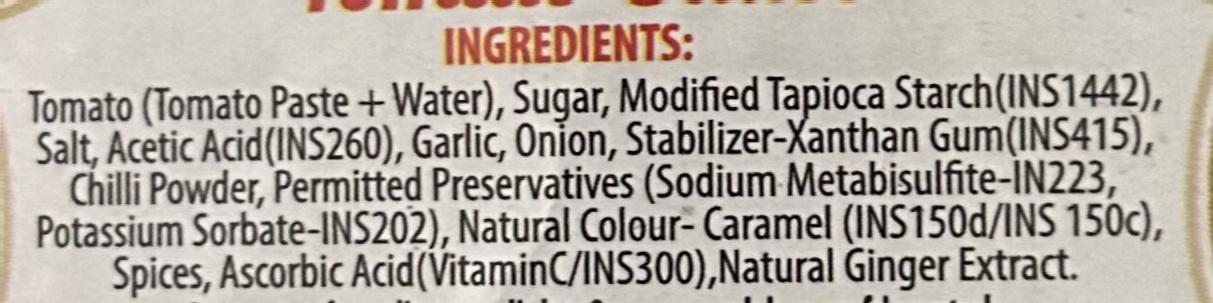 INGREDIENTS:
Tomato (Tomato Paste + Water), Sugar, Modified Tapioca Starch(INS1442),
Salt, Acetic Acid(INS260), Garlic, Onion, Stabilizer-Xanthan Gum(INS415),
Chilli Powder, Permitted Preservatives (Sodium Metabisulfite-IN223,
Potassium Sorbate-INS202), Natural Colour- Caramel (INS150d/INS 150c),
Spices, Ascorbic Acid(VitaminC/INS300),Natural Ginger Extract.